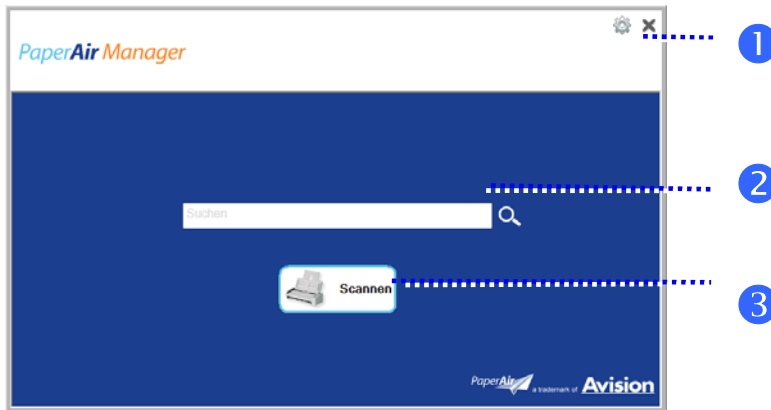 1
PaperAir Manager
2
Suchen
Scannen
3
PaperAir a trademark of Avision